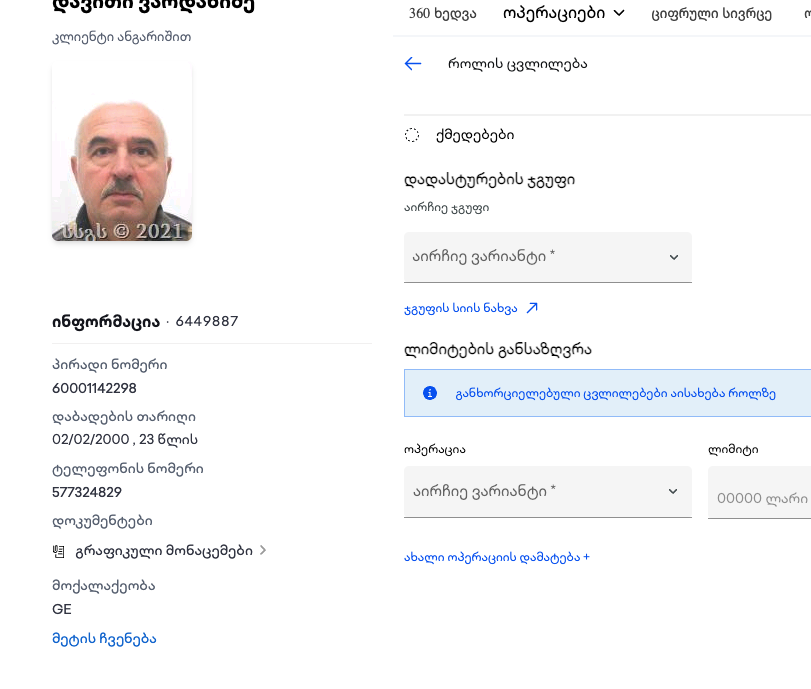 დავითი ვარდანიძე
კლიენტი ანგარიშით
სსგს © 2021
ინფორმაცია · 6449887
პირადი ნომერი
60001142298
დაბადების თარიღი
02/02/2000 , 23 წლის
ტელეფონის ნომერი
577324829
დოკუმენტები
გრაფიკული მონაცემები
მოქალაქეობა
GE
მეტის ჩვენება
360 ხედვა ოპერაციები ციფრული სივრცე
როლის ცვლილება
ქმედებები
დადასტურების ჯგუფი
აირჩიე ჯგუფი
აირჩიე ვარიანტი *
ჯგუფის სიის ნახვა
ლიმიტების განსაზღვრა
განხორციელებული ცვლილებები აისახება როლზე
ოპერაცია ლიმიტი
აირჩიე ვარიანტი * 00000 ლარი
ახალი ოპერაციის დამატება +